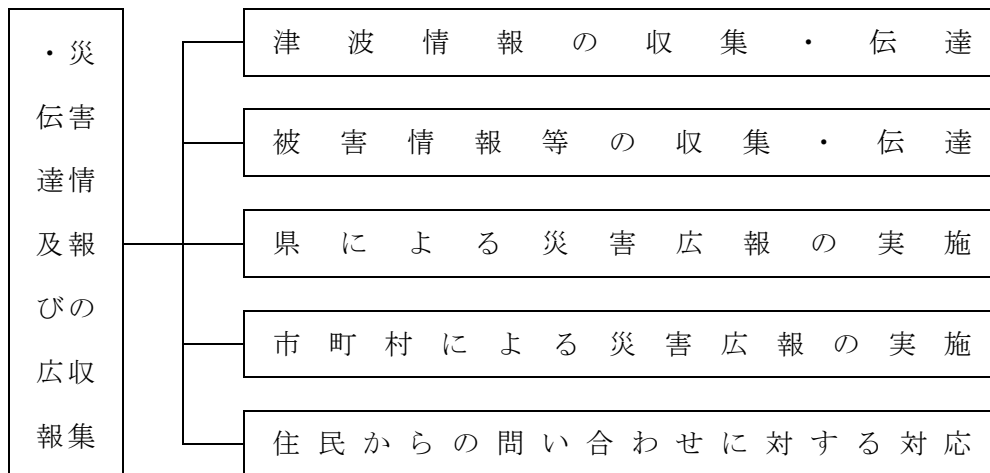 災害情報の収集
・伝達及び広報
津波情報の収集・伝達
被害情報等の収集・伝達
県による災害広報の実施
市町村による災害広報の実施
住民からの問い合わせに対する対応